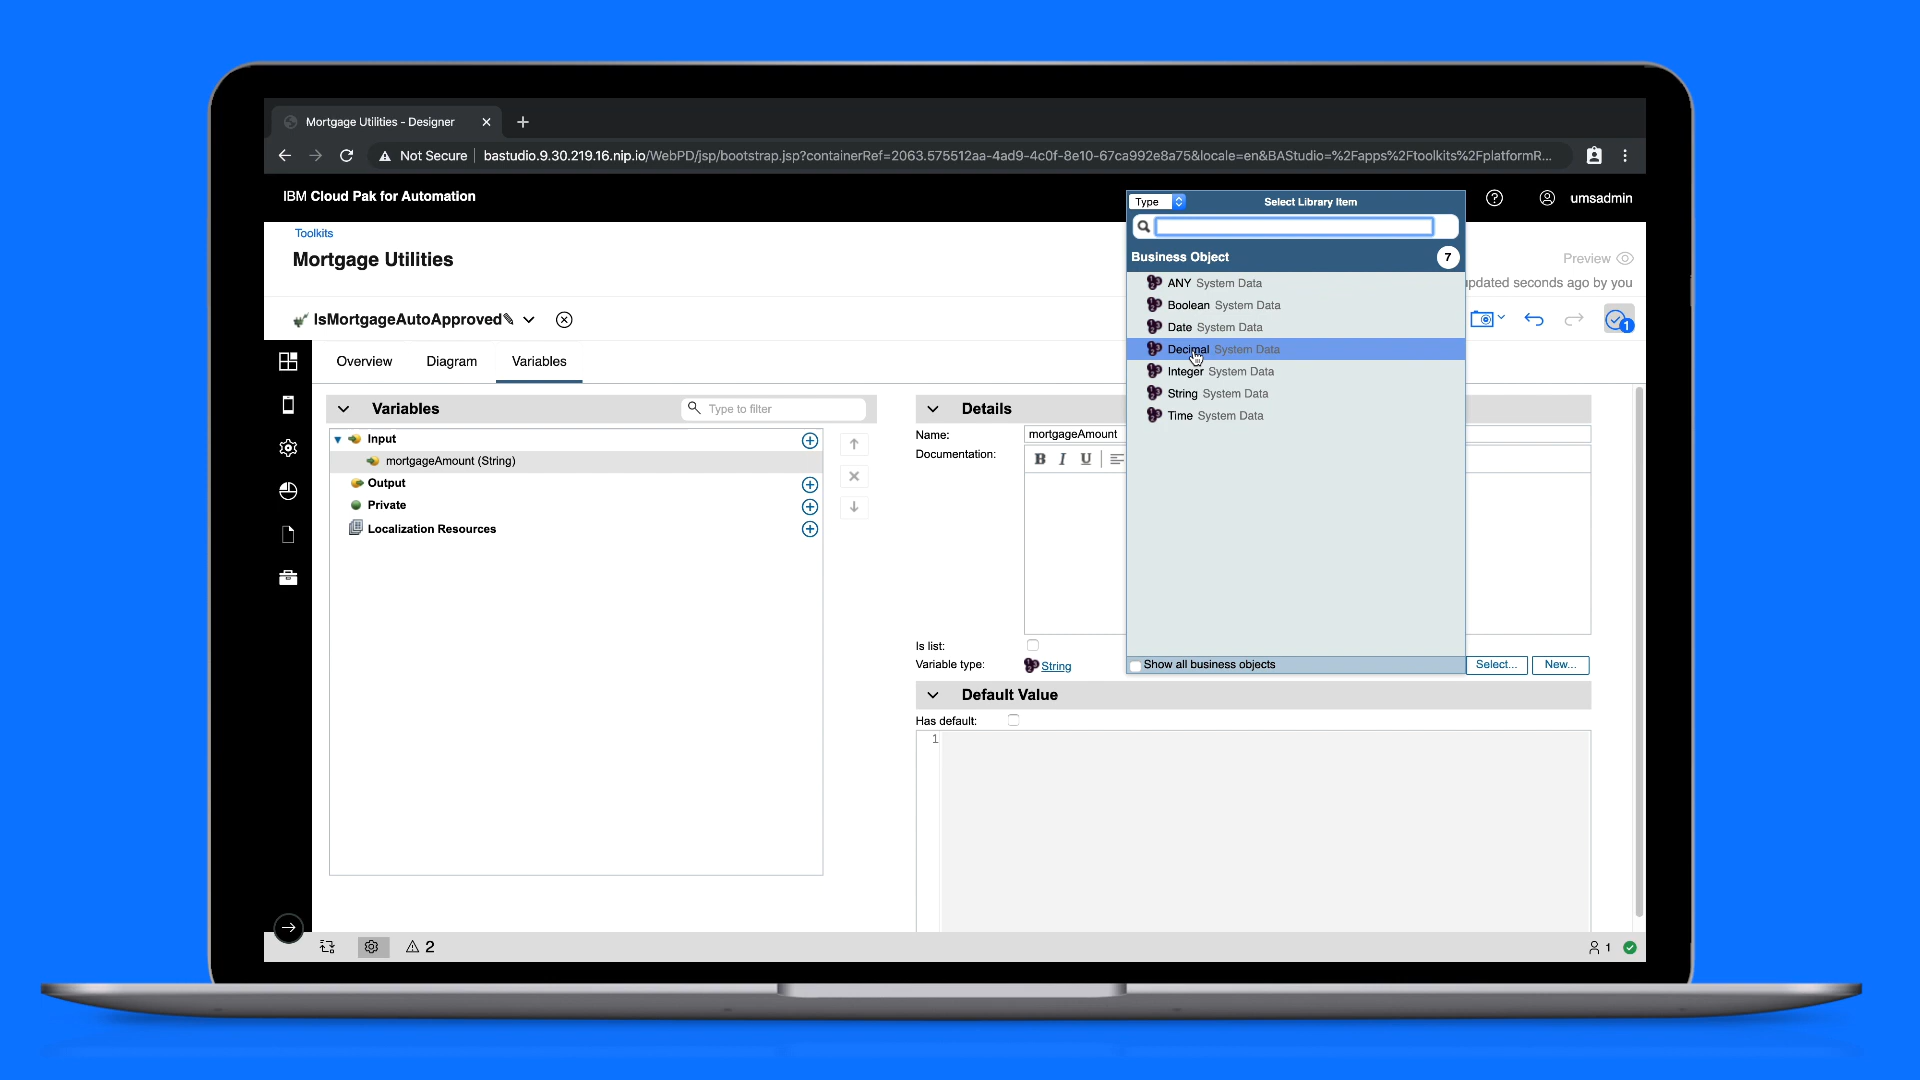 Mortgage Utilities - Designer
Not Secure bastudio.9.30.219.16.nip.io/WebPD/jsp/bootstrap.jsp?containerRef=2063.575512aa-4ad9-4c0f-8e10-67ca992e8a75&locale=en&BAStudio=%2Fapps%2Ftoolkits%2FplatformR...
IBM Cloud Pak for Automation
umsadmin
Type Select Library Item
Toolkits
Mortgage Utilities
Business Object 7
Preview
updated seconds ago by you
ANY System Data
Boolean System Data
Date System Data
Decimal System Data
Integer System Data
String System Data
Time System Data
Show all business objects
IsMortgageAutoApproved
1
Overview Diagram Variables
Variables
Type to filter
Input
mortgageAmount (String)
Output
Private
Localization Resources
Details
Name: mortgageAmount
Documentation:
B I U
Is list:
Variable type: String
Select... New...
Default Value
Has default:
1
2
1